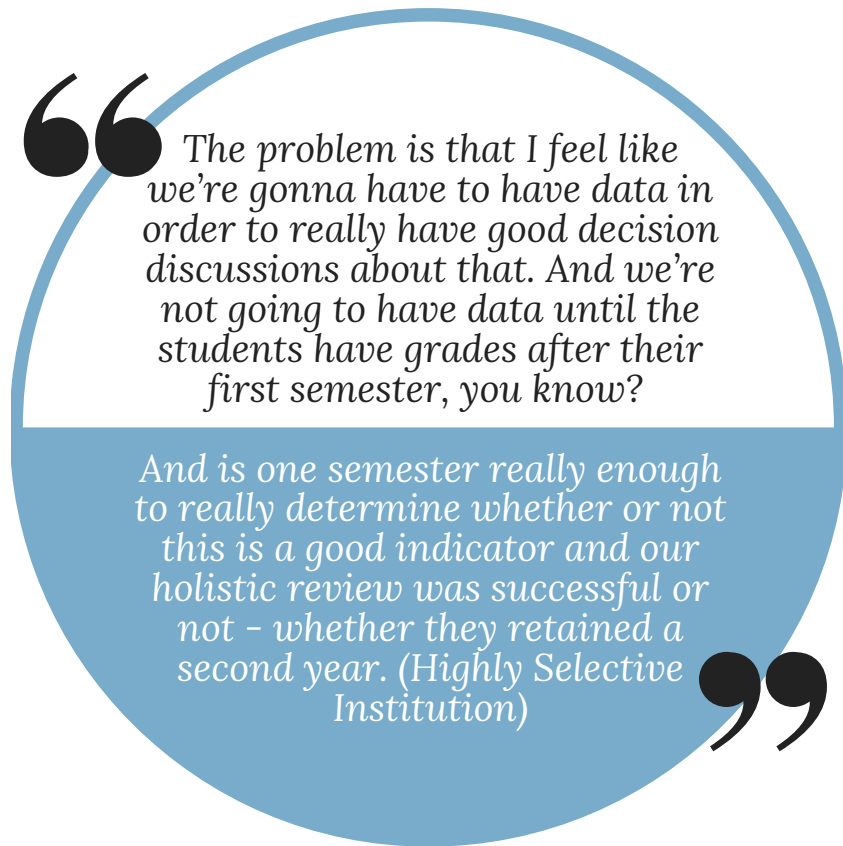 The problem is that I feel like
we’re gonna have to have data in
order to really have good decision
discussions about that. And we’re
not going to have data until the
students have grades after their
first semester, you know?
And is one semester really enough
to really determine whether or not
this is a good indicator and our
holistic review was successful or
not - whether they retained a
second year. (Highly Selective
Institution)